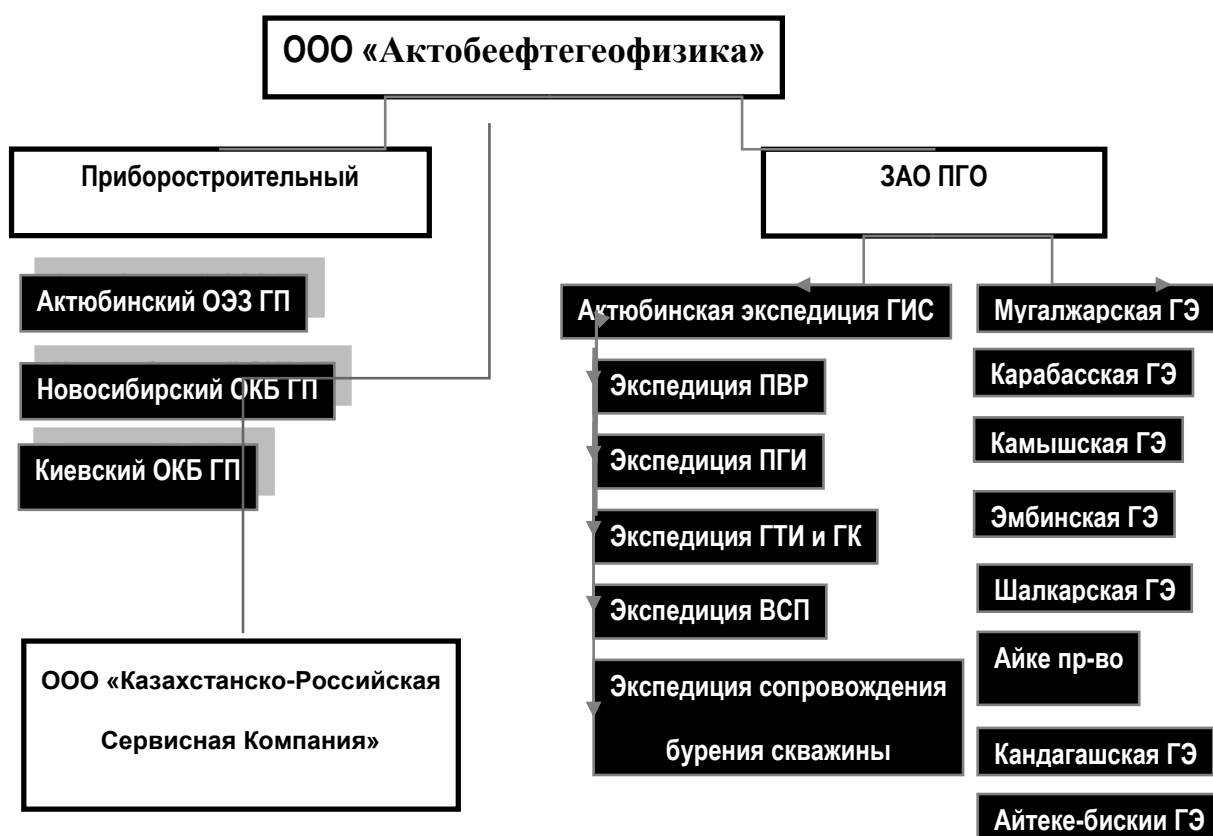 ООО «Актобеефтегеофизика»
Приборостроительный
ЗАО ПГО
Актюбинский ОЭЗ ГП
Новосибирский ОКБ ГП
Киевский ОКБ ГП
ООО «Казахстанско-Российская
Сервисная Компания»
Актюбинская экспедиция ГИС
Экспедиция ПВР
Экспедиция ПГИ
Экспедиция ГТИ и ГК
Экспедиция ВСП
Экспедиция сопровождения
бурения скважины
Мугалжарская ГЭ
Карабасская ГЭ
Камышская ГЭ
Эмбинская ГЭ
Шалкарская ГЭ
Айке пр-во
Кандагашская ГЭ
Айтеке-бискии ГЭ